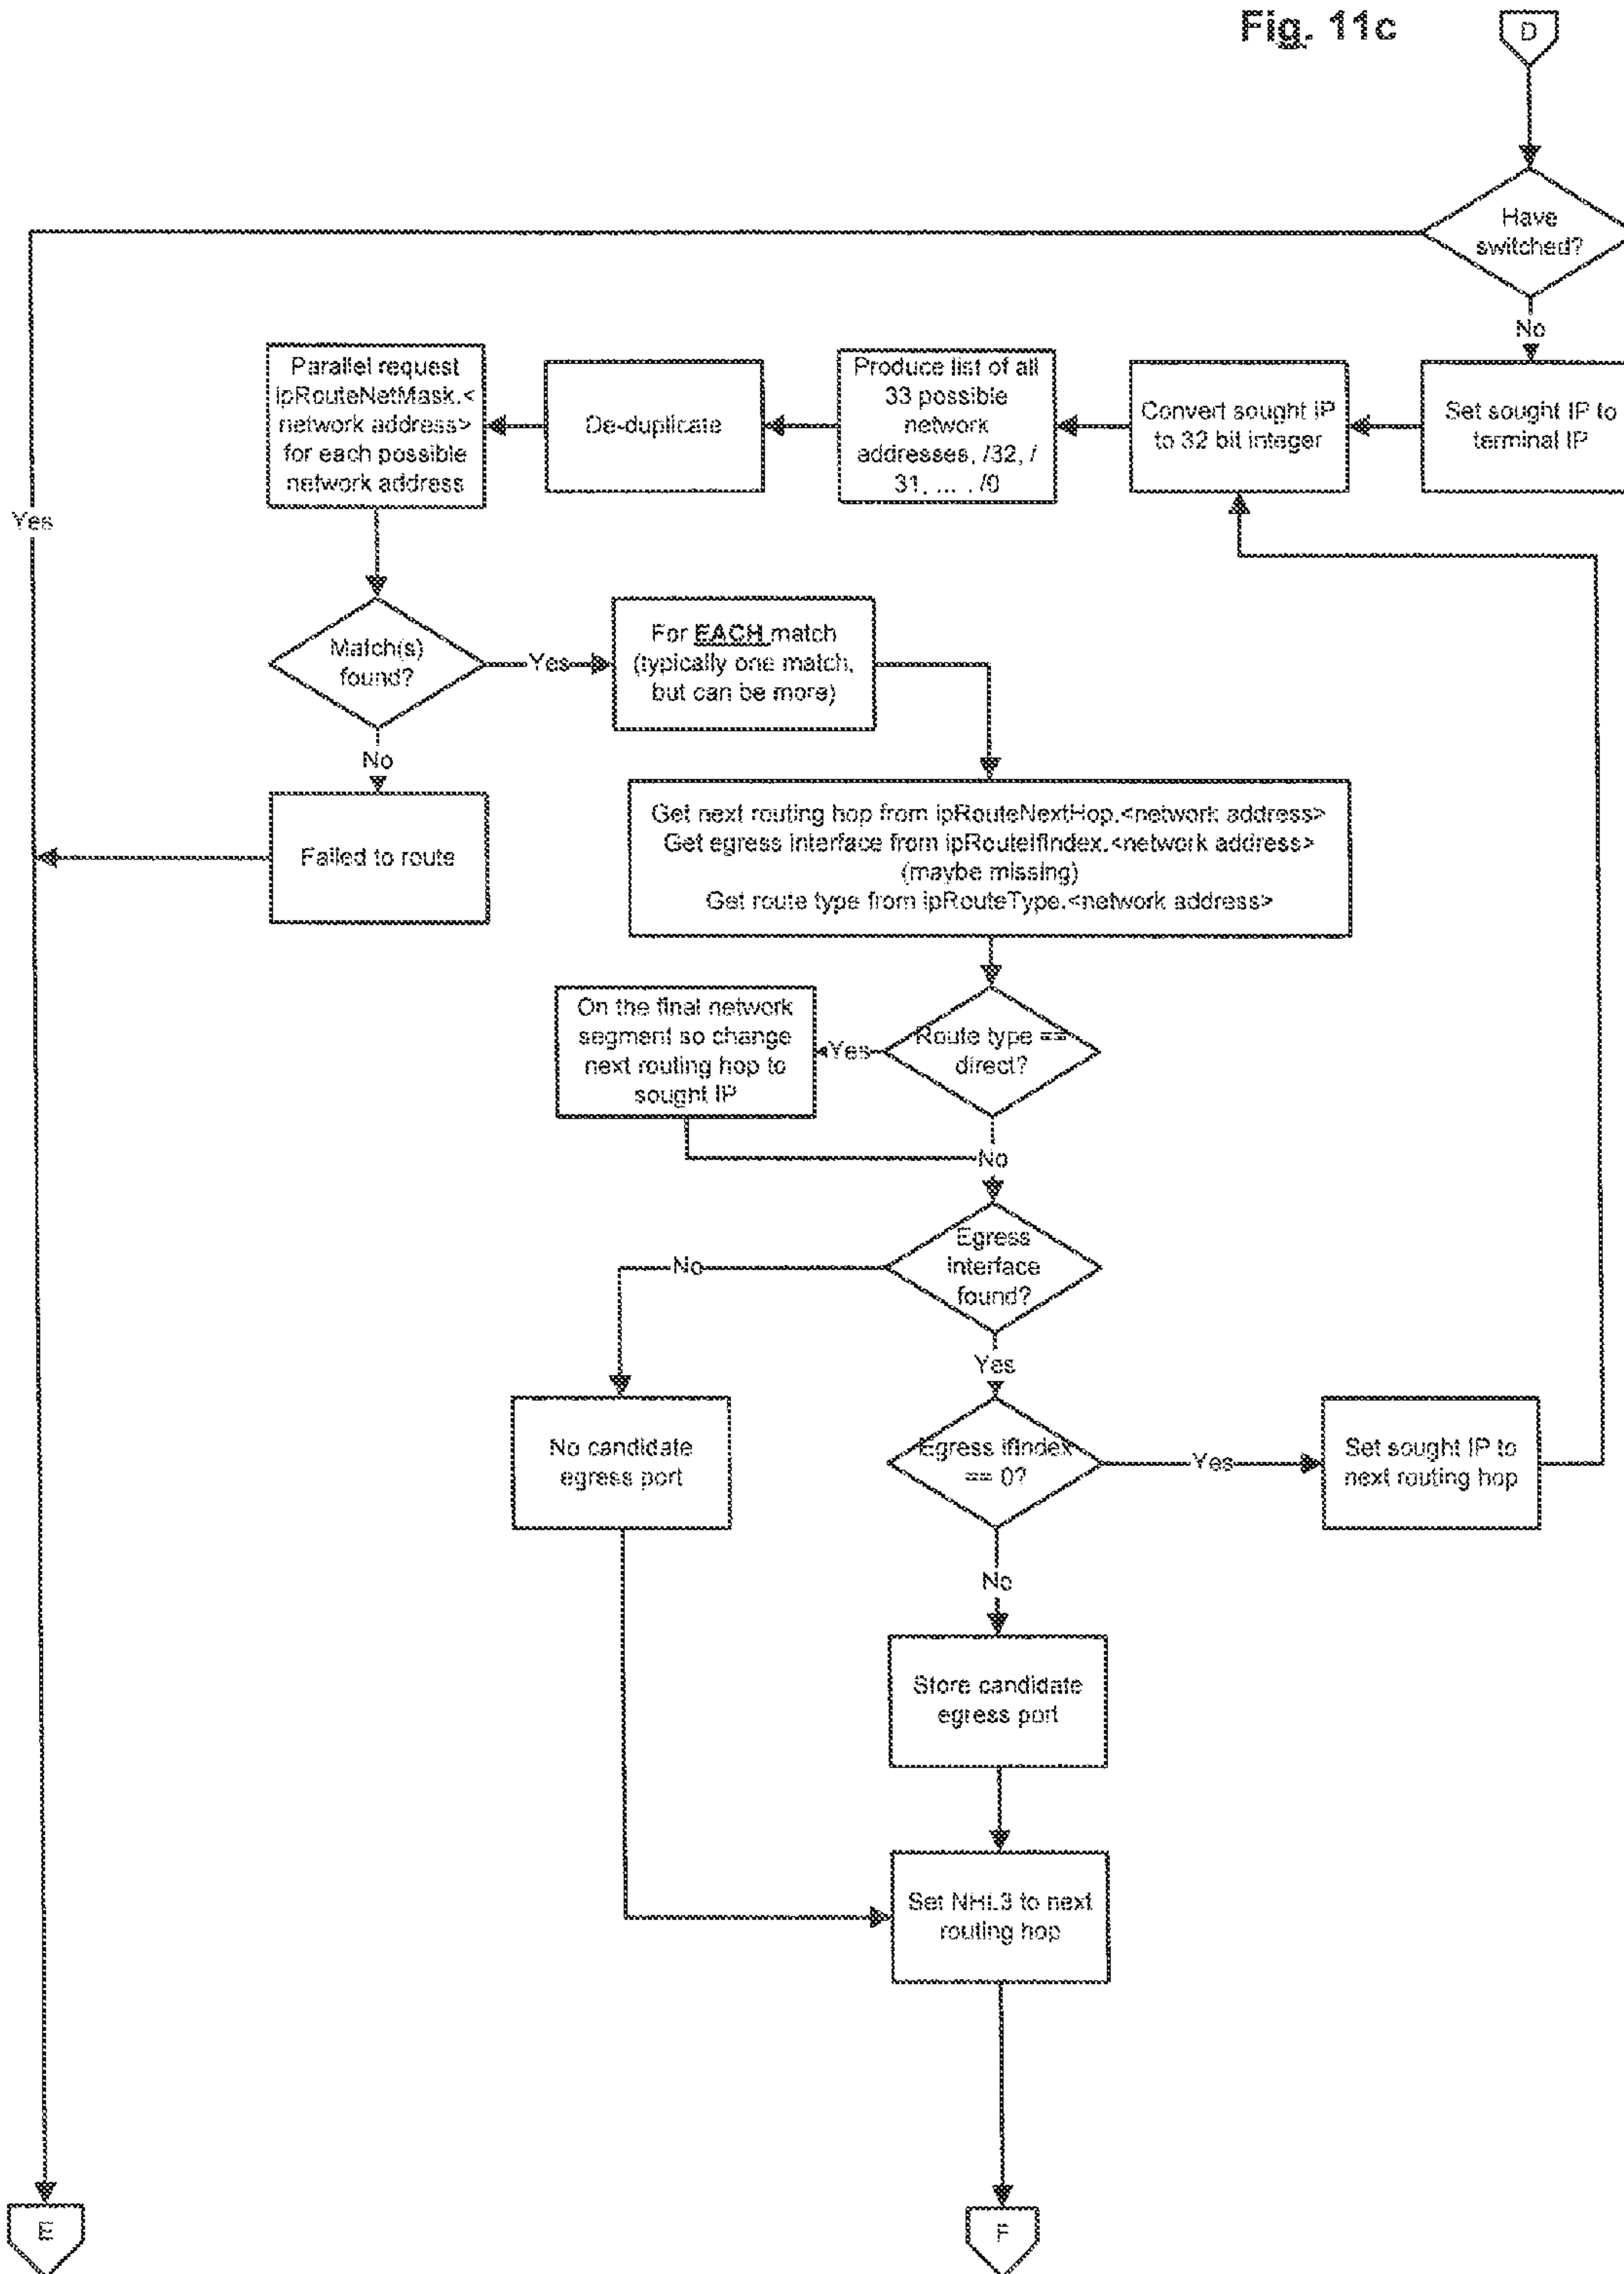 Fig. 11c
D
Have
switched?
No
Yes
Set sought IP to
terminal IP
Convert sought IP
to 32 bit integer
Produce list of all
33 possible
network
addresses, /32, /
31, ... , /0
De-duplicate
Parallel request
ipRouteNetMask.<
network address>
for each possible
network address
Match(s)
found?
Yes
No
Failed to route
For EACH match
(typically one match,
but can be more)
Get next routing hop from ipRouteNextHop.<network address>
Get egress interface from ipRouteIfIndex.<network address>
(maybe missing)
Get route type from ipRouteType.<network address>
Route type ==
direct?
Yes
On the final network
segment so change
next routing hop to
sought IP
No
Egress
interface
found?
No
Yes
No candidate
egress port
Egress ifIndex
== 0?
Yes
Set sought IP to
next routing hop
No
Store candidate
egress port
Set NHL3 to next
routing hop
E
F